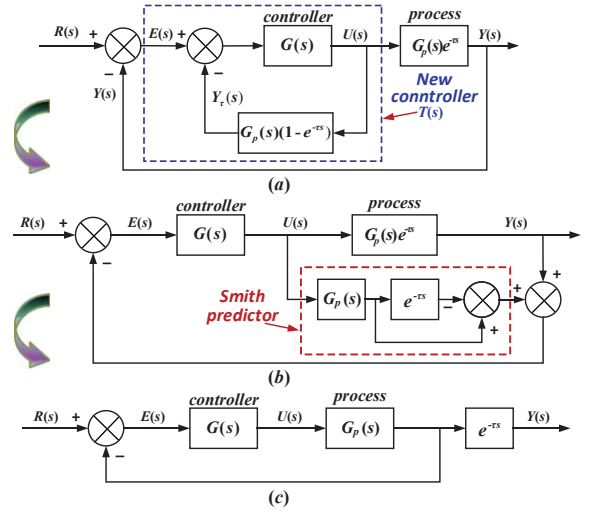 controller
process
R(s) + E(s) + G(s) U(s) G_p(s)e^{-τs} Y(s)
− −
Y(s) Y_τ(s)
New conntroller
T(s)
G_p(s)(1-e^{-τs})
(a)
controller
process
R(s) + E(s) G(s) U(s) G_p(s)e^{-τs} Y(s)
− +
Smith predictor
G_p(s) e^{-τs} − + +
(b)
controller
process
R(s) + E(s) G(s) U(s) G_p(s) e^{-τs} Y(s)
−
(c)